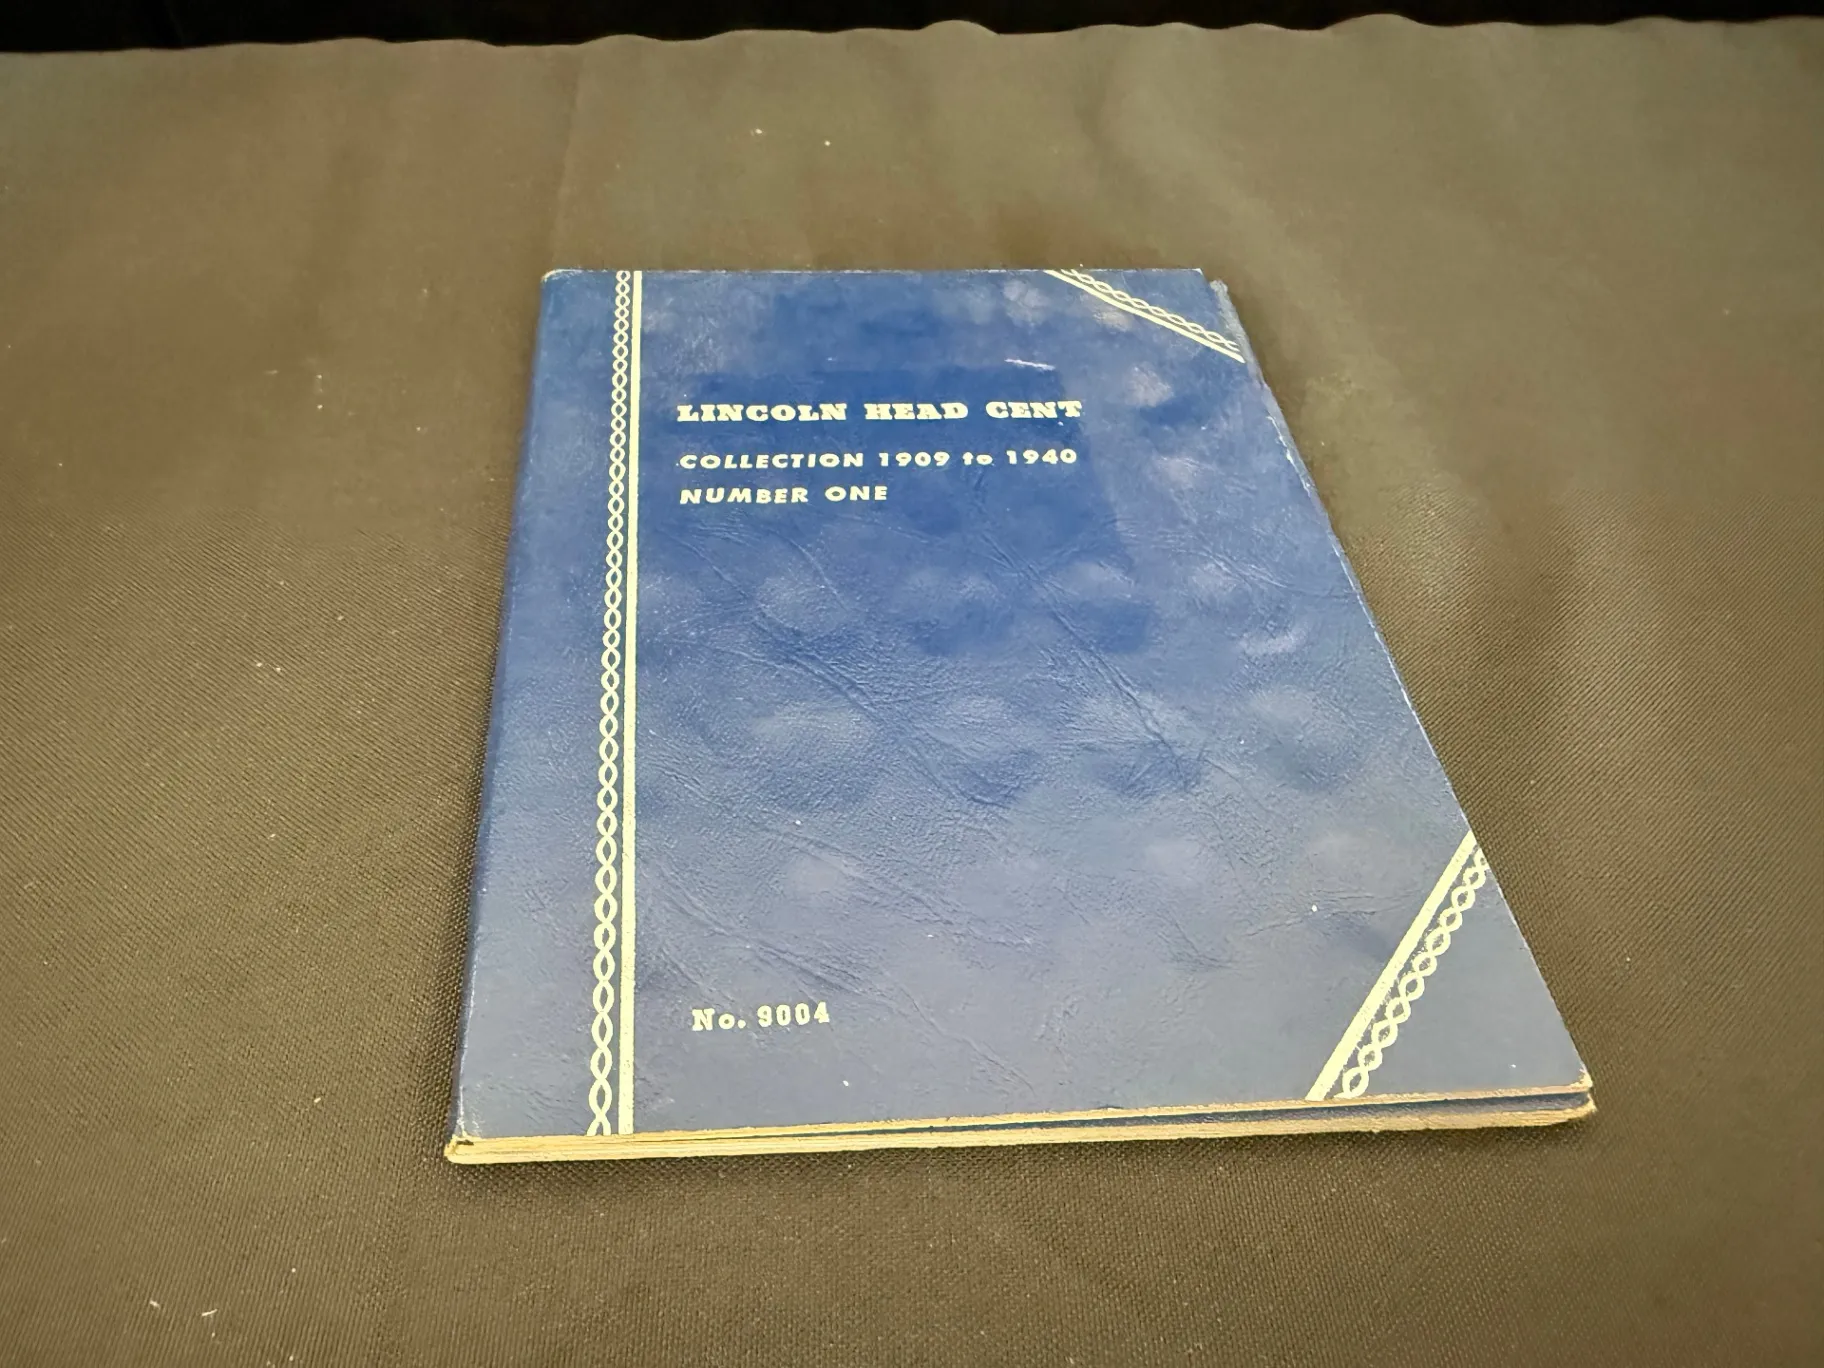 LINCOLN HEAD CENT
COLLECTION 1909 to 1940
NUMBER ONE
No. 9004